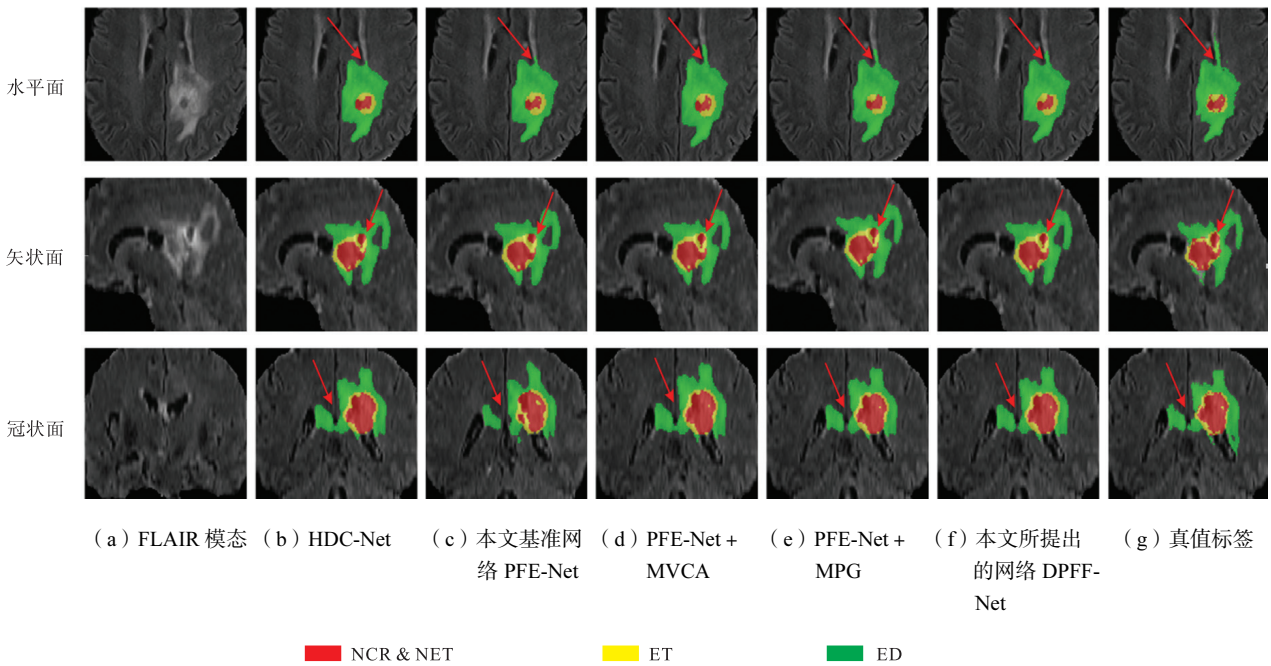 水平面
矢状面
冠状面
（a）FLAIR 模态
（b）HDC-Net
（c）本文基准网
络 PFE-Net
（d）PFE-Net +
MVCA
（e）PFE-Net +
MPG
（f）本文所提出
的网络 DPFF-
Net
（g）真值标签
NCR & NET
ET
ED